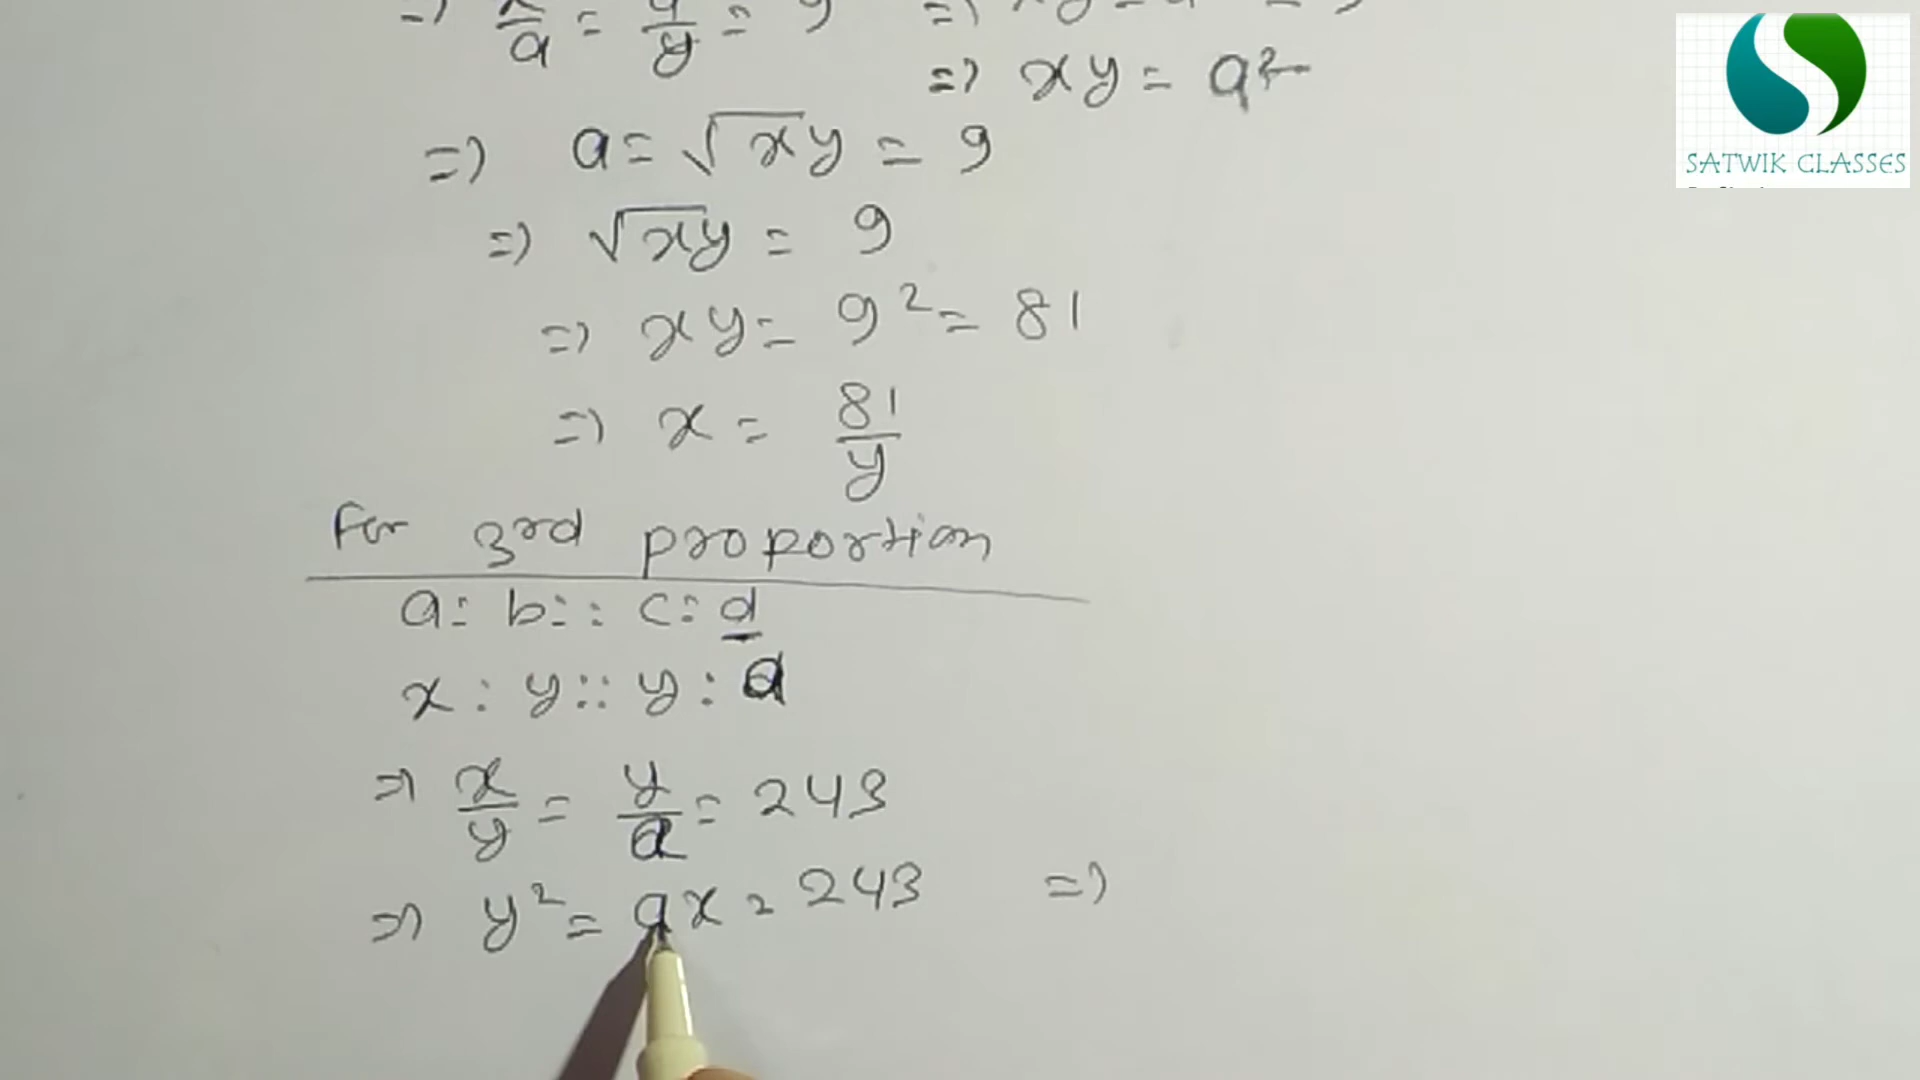 =) x/a = a/y = 9
=) xy = a²
=) a = √xy = 9
=) √xy = 9
=) xy = 9² = 81
=) x = 81/y
For 3rd proportion
a : b :: c : d
x : y :: y : a
=) x/y = y/a = 243
=) y² = ax = 243 =)
SATWIK CLASSES